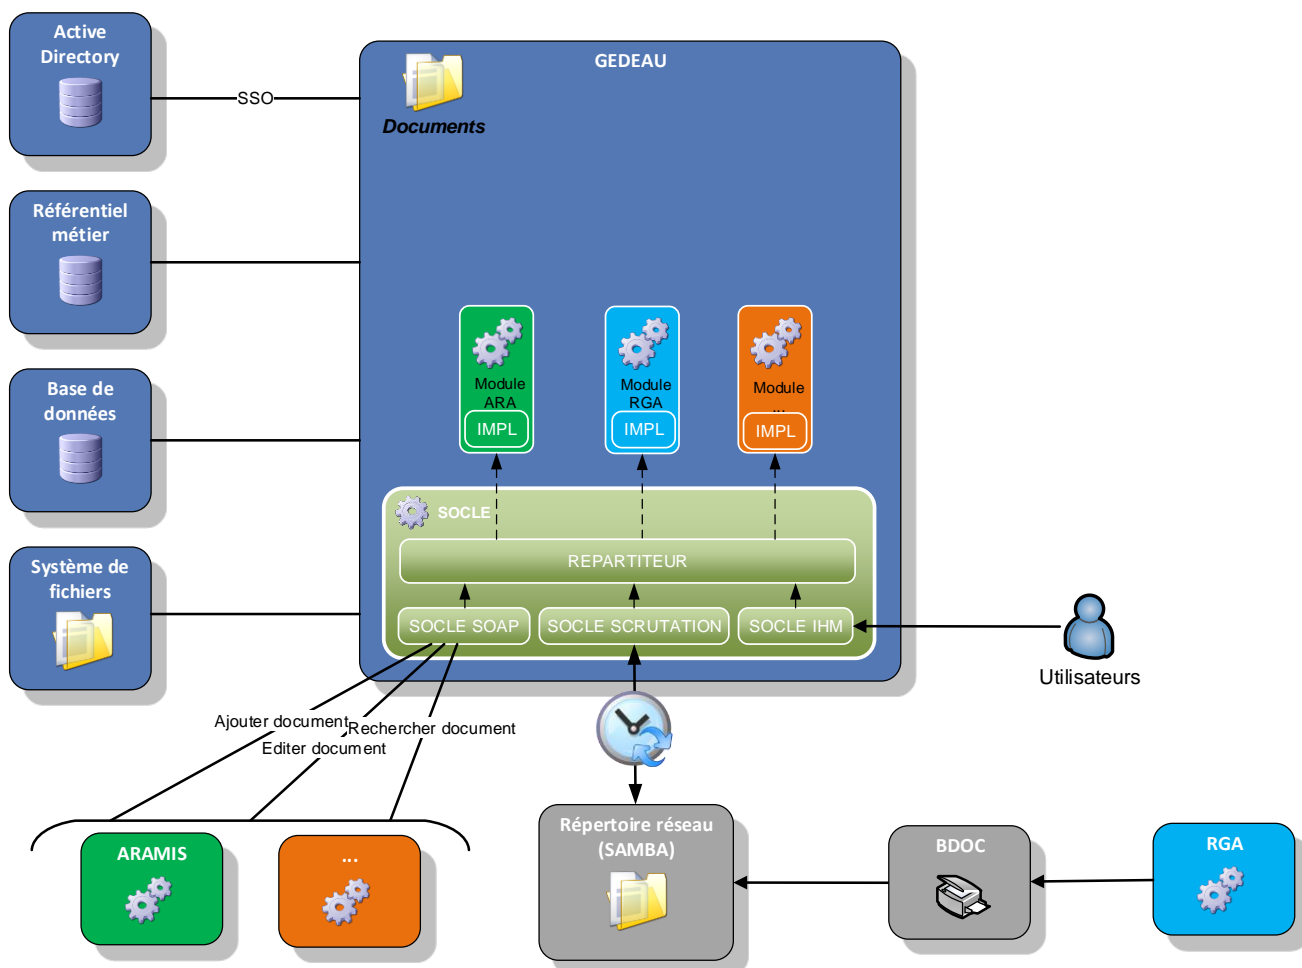 Active
Directory
SSO
GEDEAU
Documents
Référentiel
métier
Base de
données
Système de
fichiers
Module
ARA
IMPL
Module
RGA
IMPL
Module
...
IMPL
SOCLE
REPARTITEUR
SOCLE SOAP
SOCLE SCRUTATION
SOCLE IHM
Utilisateurs
Ajouter document
Rechercher document
Editer document
ARAMIS
...
Répertoire réseau
(SAMBA)
BDOC
RGA